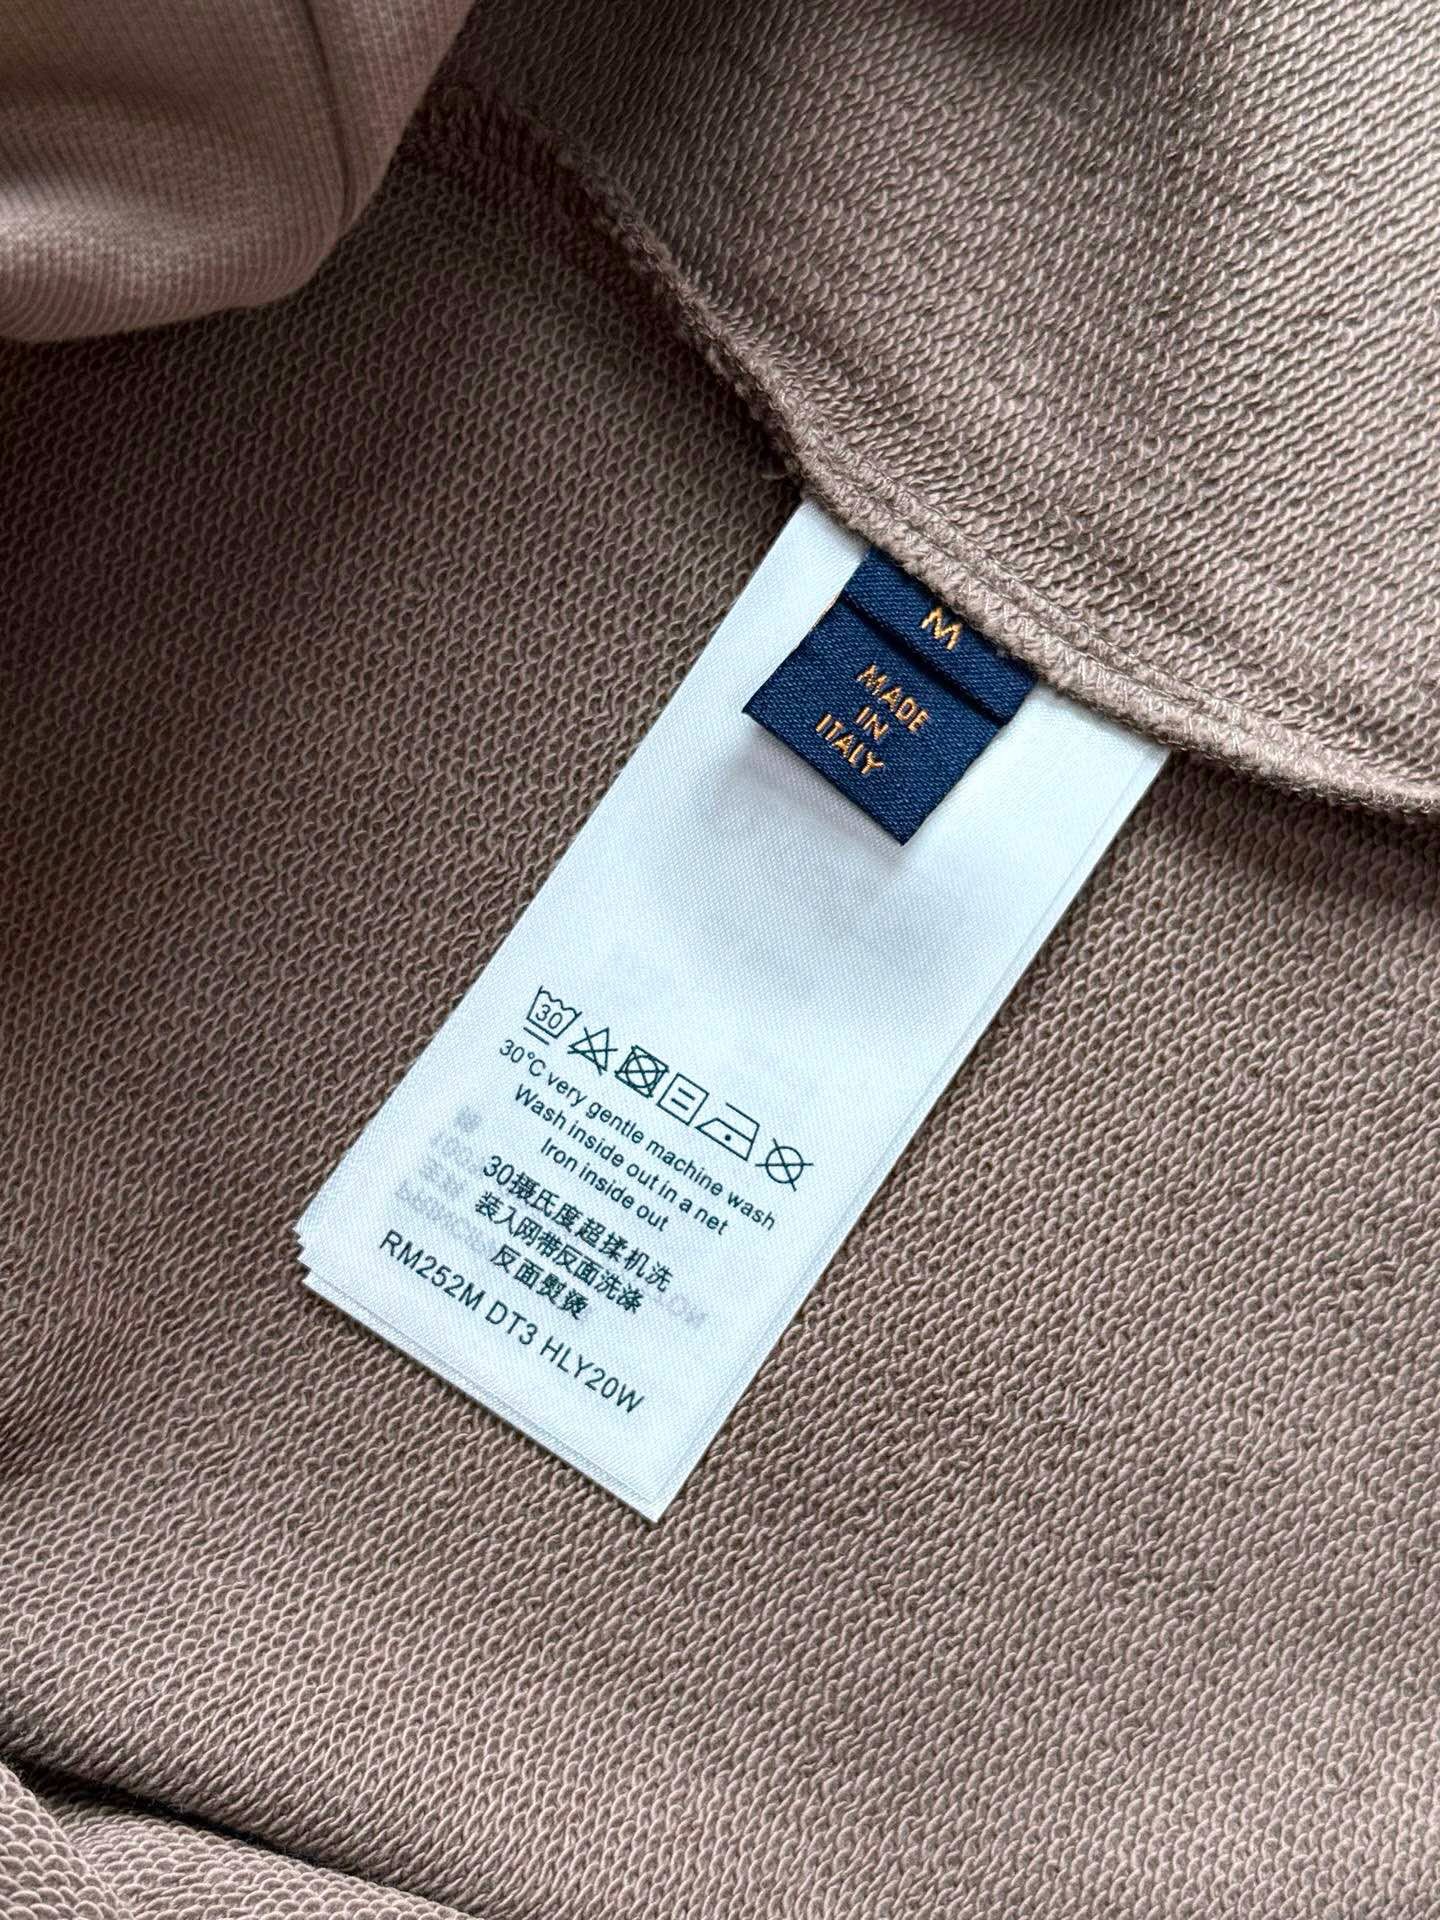 M
MADE
IN
ITALY
30
30°C very gentle machine wash
Wash inside out in a net
Iron inside out
30摄氏度超揉机洗
装入网带反面洗涤
反面熨烫
RM252M DT3 HLY20W